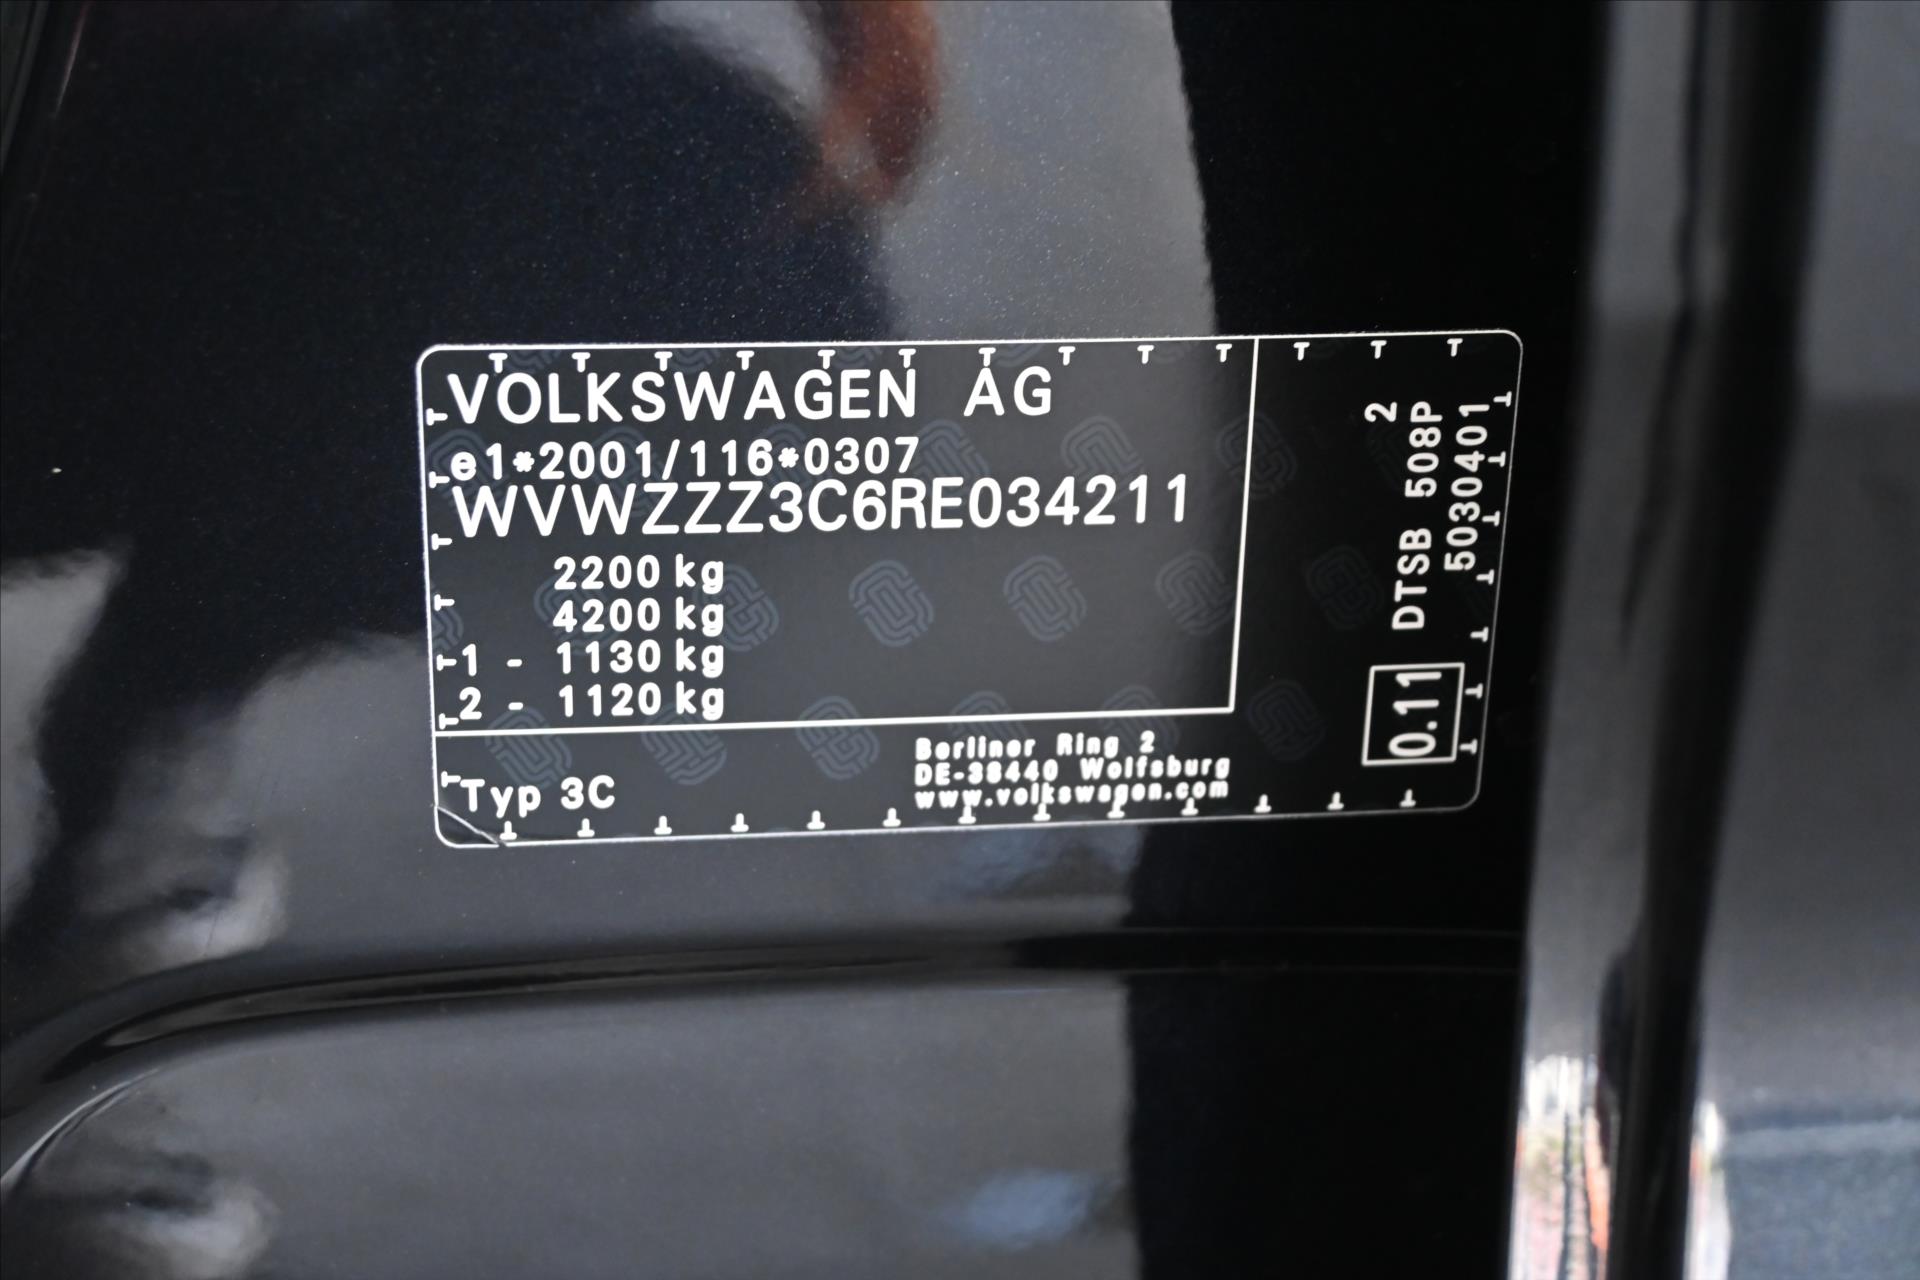 VOLKSWAGEN AG
e1*2001/116*0307
WVWZZZ3C6RE034211
2200 kg
4200 kg
1 - 1130 kg
2 - 1120 kg
Typ 3C
Berliner Ring 2
DE-38440 Wolfsburg
www.volkswagen.com
2
DTSB 508P
50304401
0.11